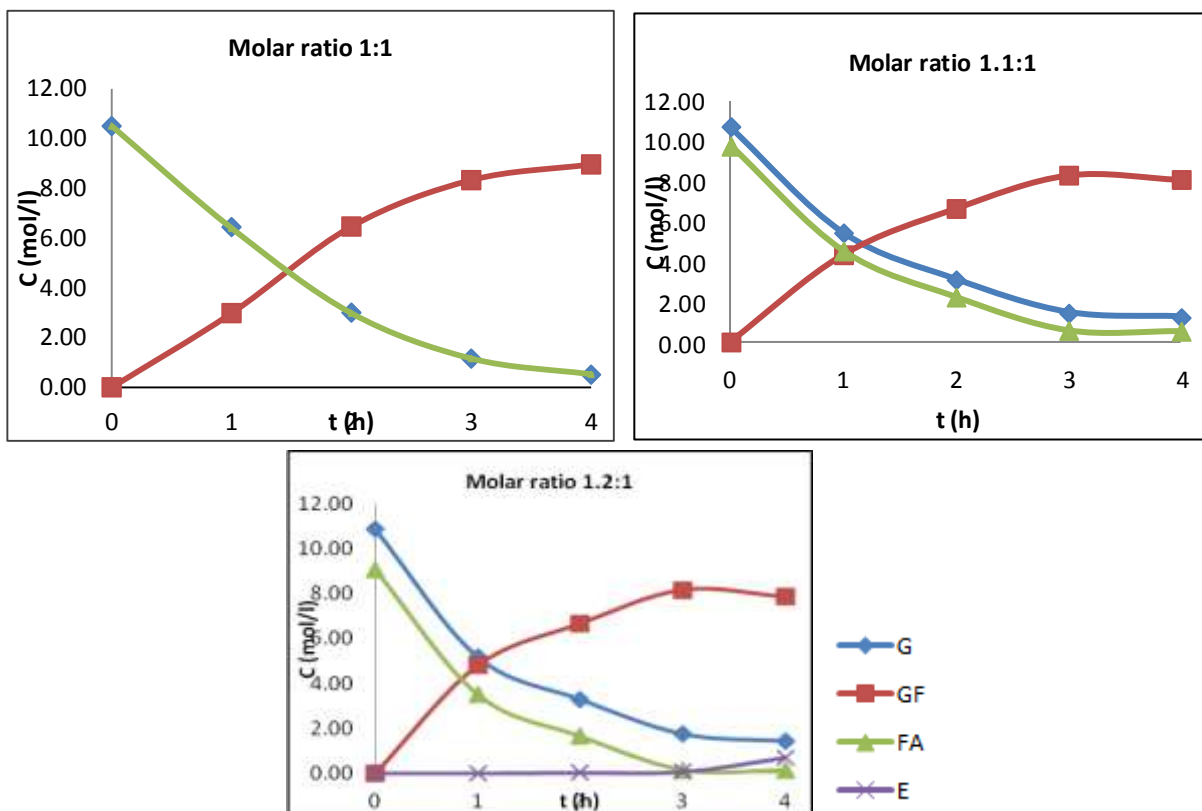 Molar ratio 1:1
12.00
10.00
8.00
6.00
4.00
2.00
0.00
C (mol/l)
0 1 2 3 4
t (h)
Molar ratio 1.1:1
12.00
10.00
8.00
6.00
4.00
2.00
0.00
C (mol/l)
0 1 2 3 4
t (h)
Molar ratio 1.2:1
12.00
10.00
8.00
6.00
4.00
2.00
0.00
C (mol/l)
0 1 2 3 4
t (h)
G
GF
FA
E